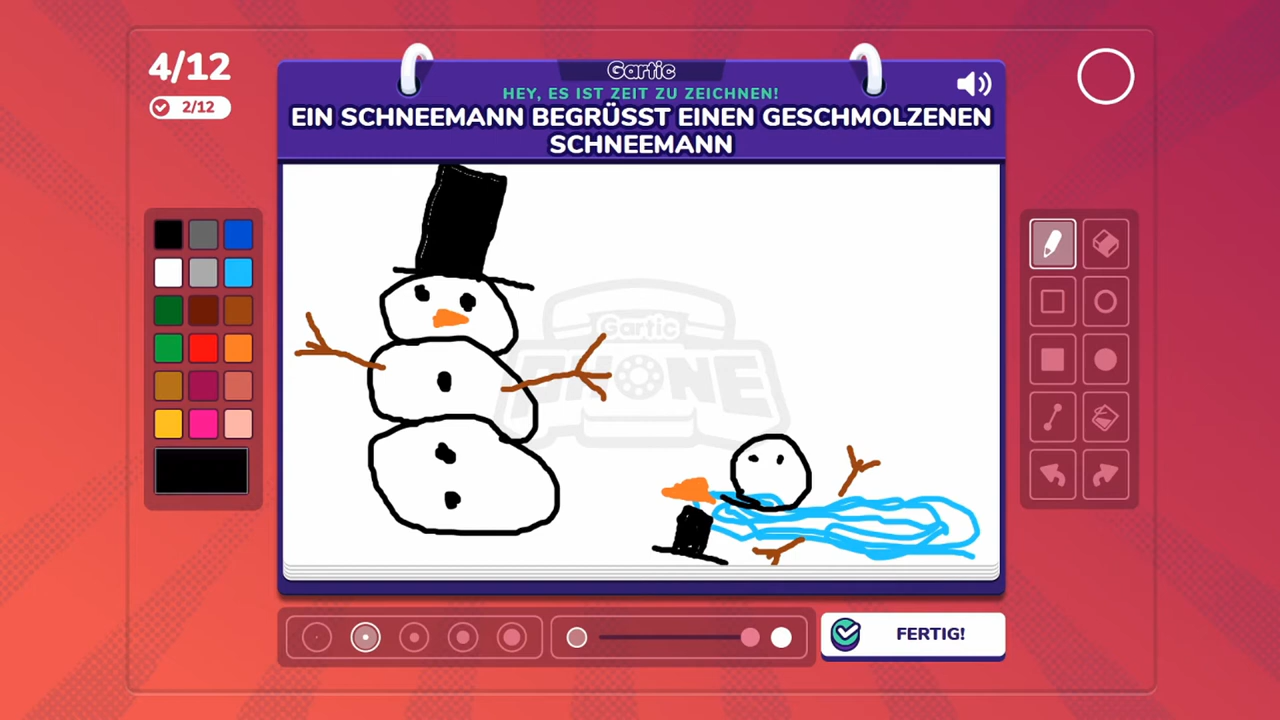 4/12
2/12
Gartic
HEY, ES IST ZEIT ZU ZEICHNEN!
EIN SCHNEEMANN BEGRÜSST EINEN GESCHMOLZENEN
SCHNEEMANN
Gartic
PHONE
FERTIG!